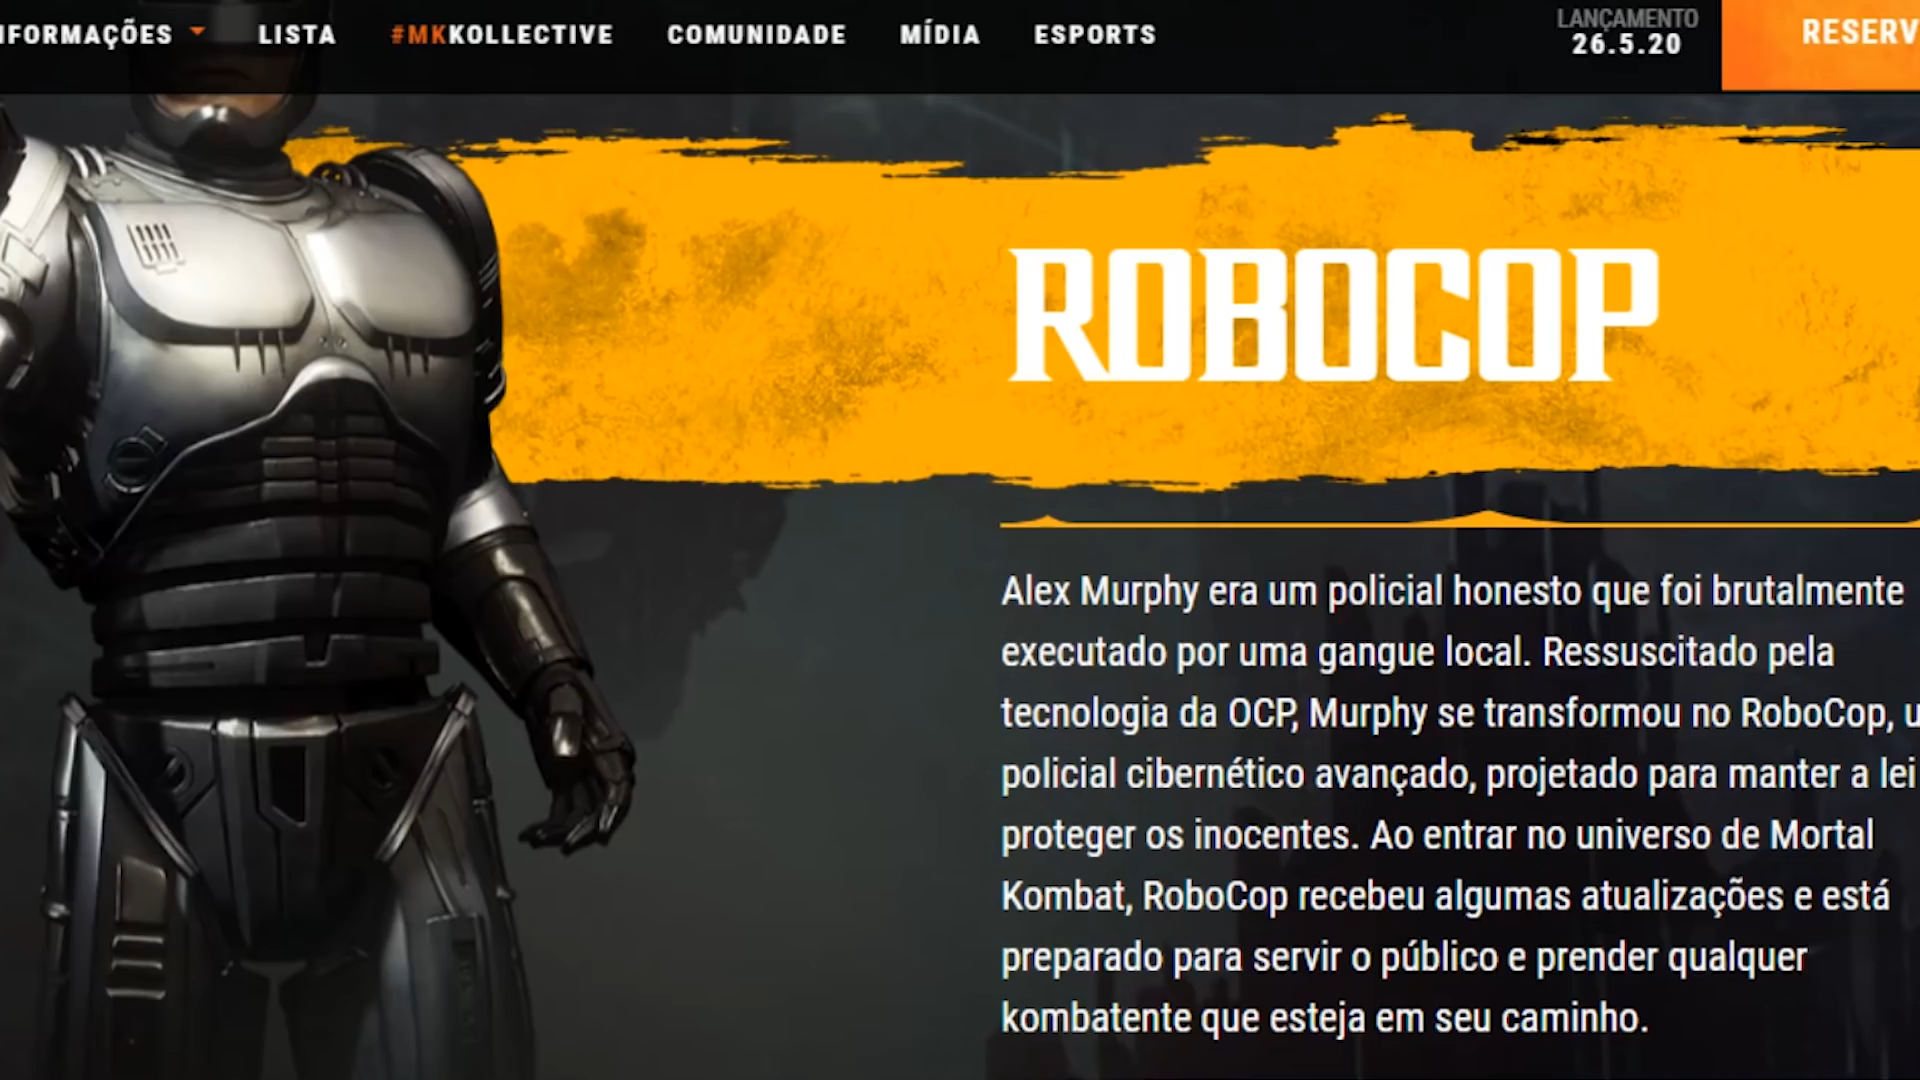 LANÇAMENTO
LISTA #MKKOLLECTIVE COMUNIDADE MÍDIA ESPORTS 26.5.20
ROBOCOP
Alex Murphy era um policial honesto que foi brutalmente
executado por uma gangue local. Ressuscitado pela
tecnologia da OCP, Murphy se transformou no RoboCop,
policial cibernético avançado, projetado para manter a lei
proteger os inocentes. Ao entrar no universo de Mortal
Kombat, RoboCop recebeu algumas atualizações e está
preparado para servir o público e prender qualquer
kombatente que esteja em seu caminho.